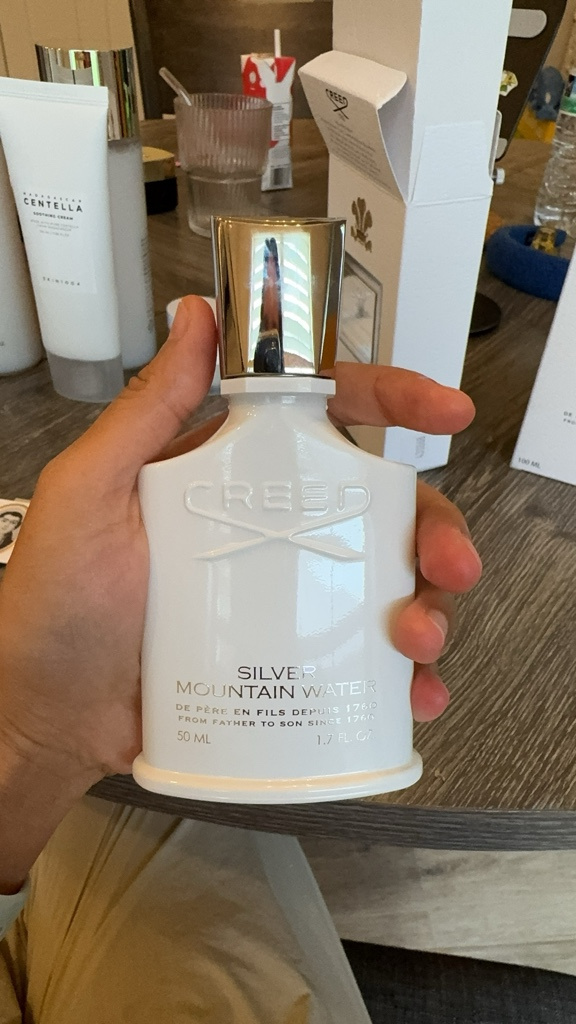 CENTELLA
SOOTHING CREAM
SKIN1004
CREED
CREED
SILVER
MOUNTAIN WATER
DE PÈRE EN FILS DEPUIS 1760
FROM FATHER TO SON SINCE 1760
50 ML 1.7 FL. OZ
100 ML